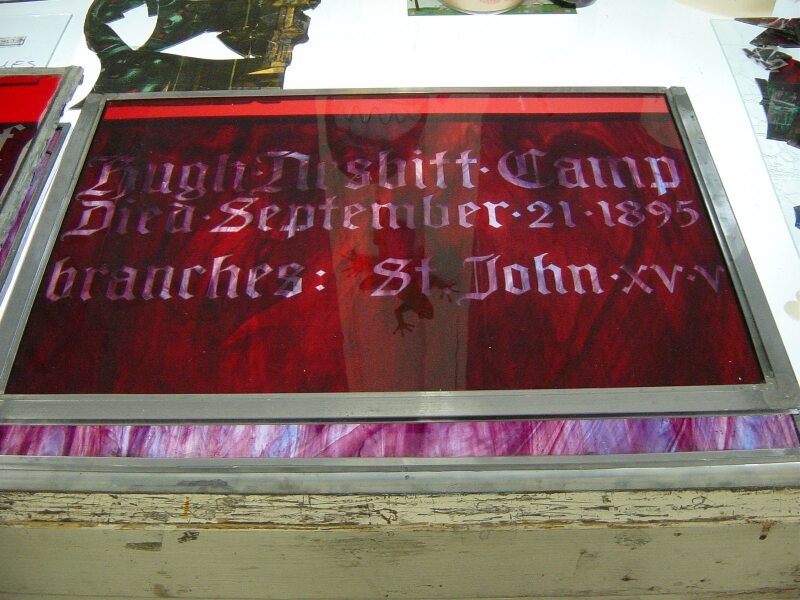 Hugh · Nesbitt · Camp
Died · September · 21 · 1895
branches: St John · xv · v